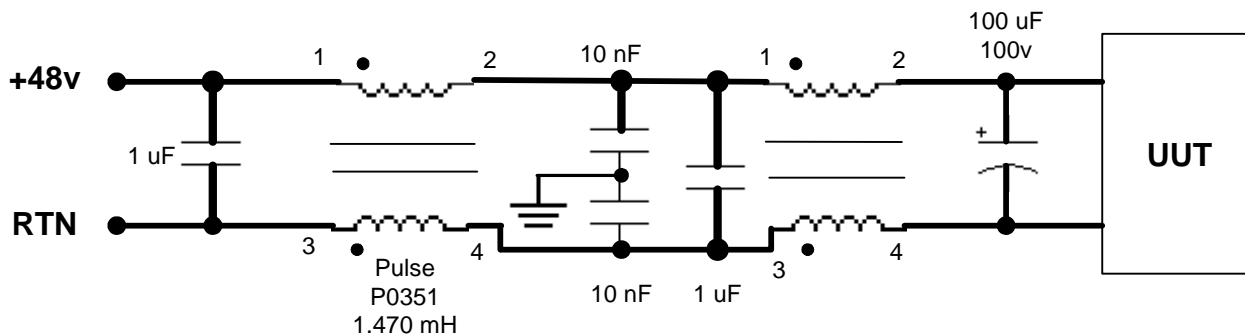 100 uF
100v
1
2
10 nF
1
2
+48v
1 uF
+
UUT
RTN
3
4
3
4
Pulse
P0351
1.470 mH
10 nF
1 uF